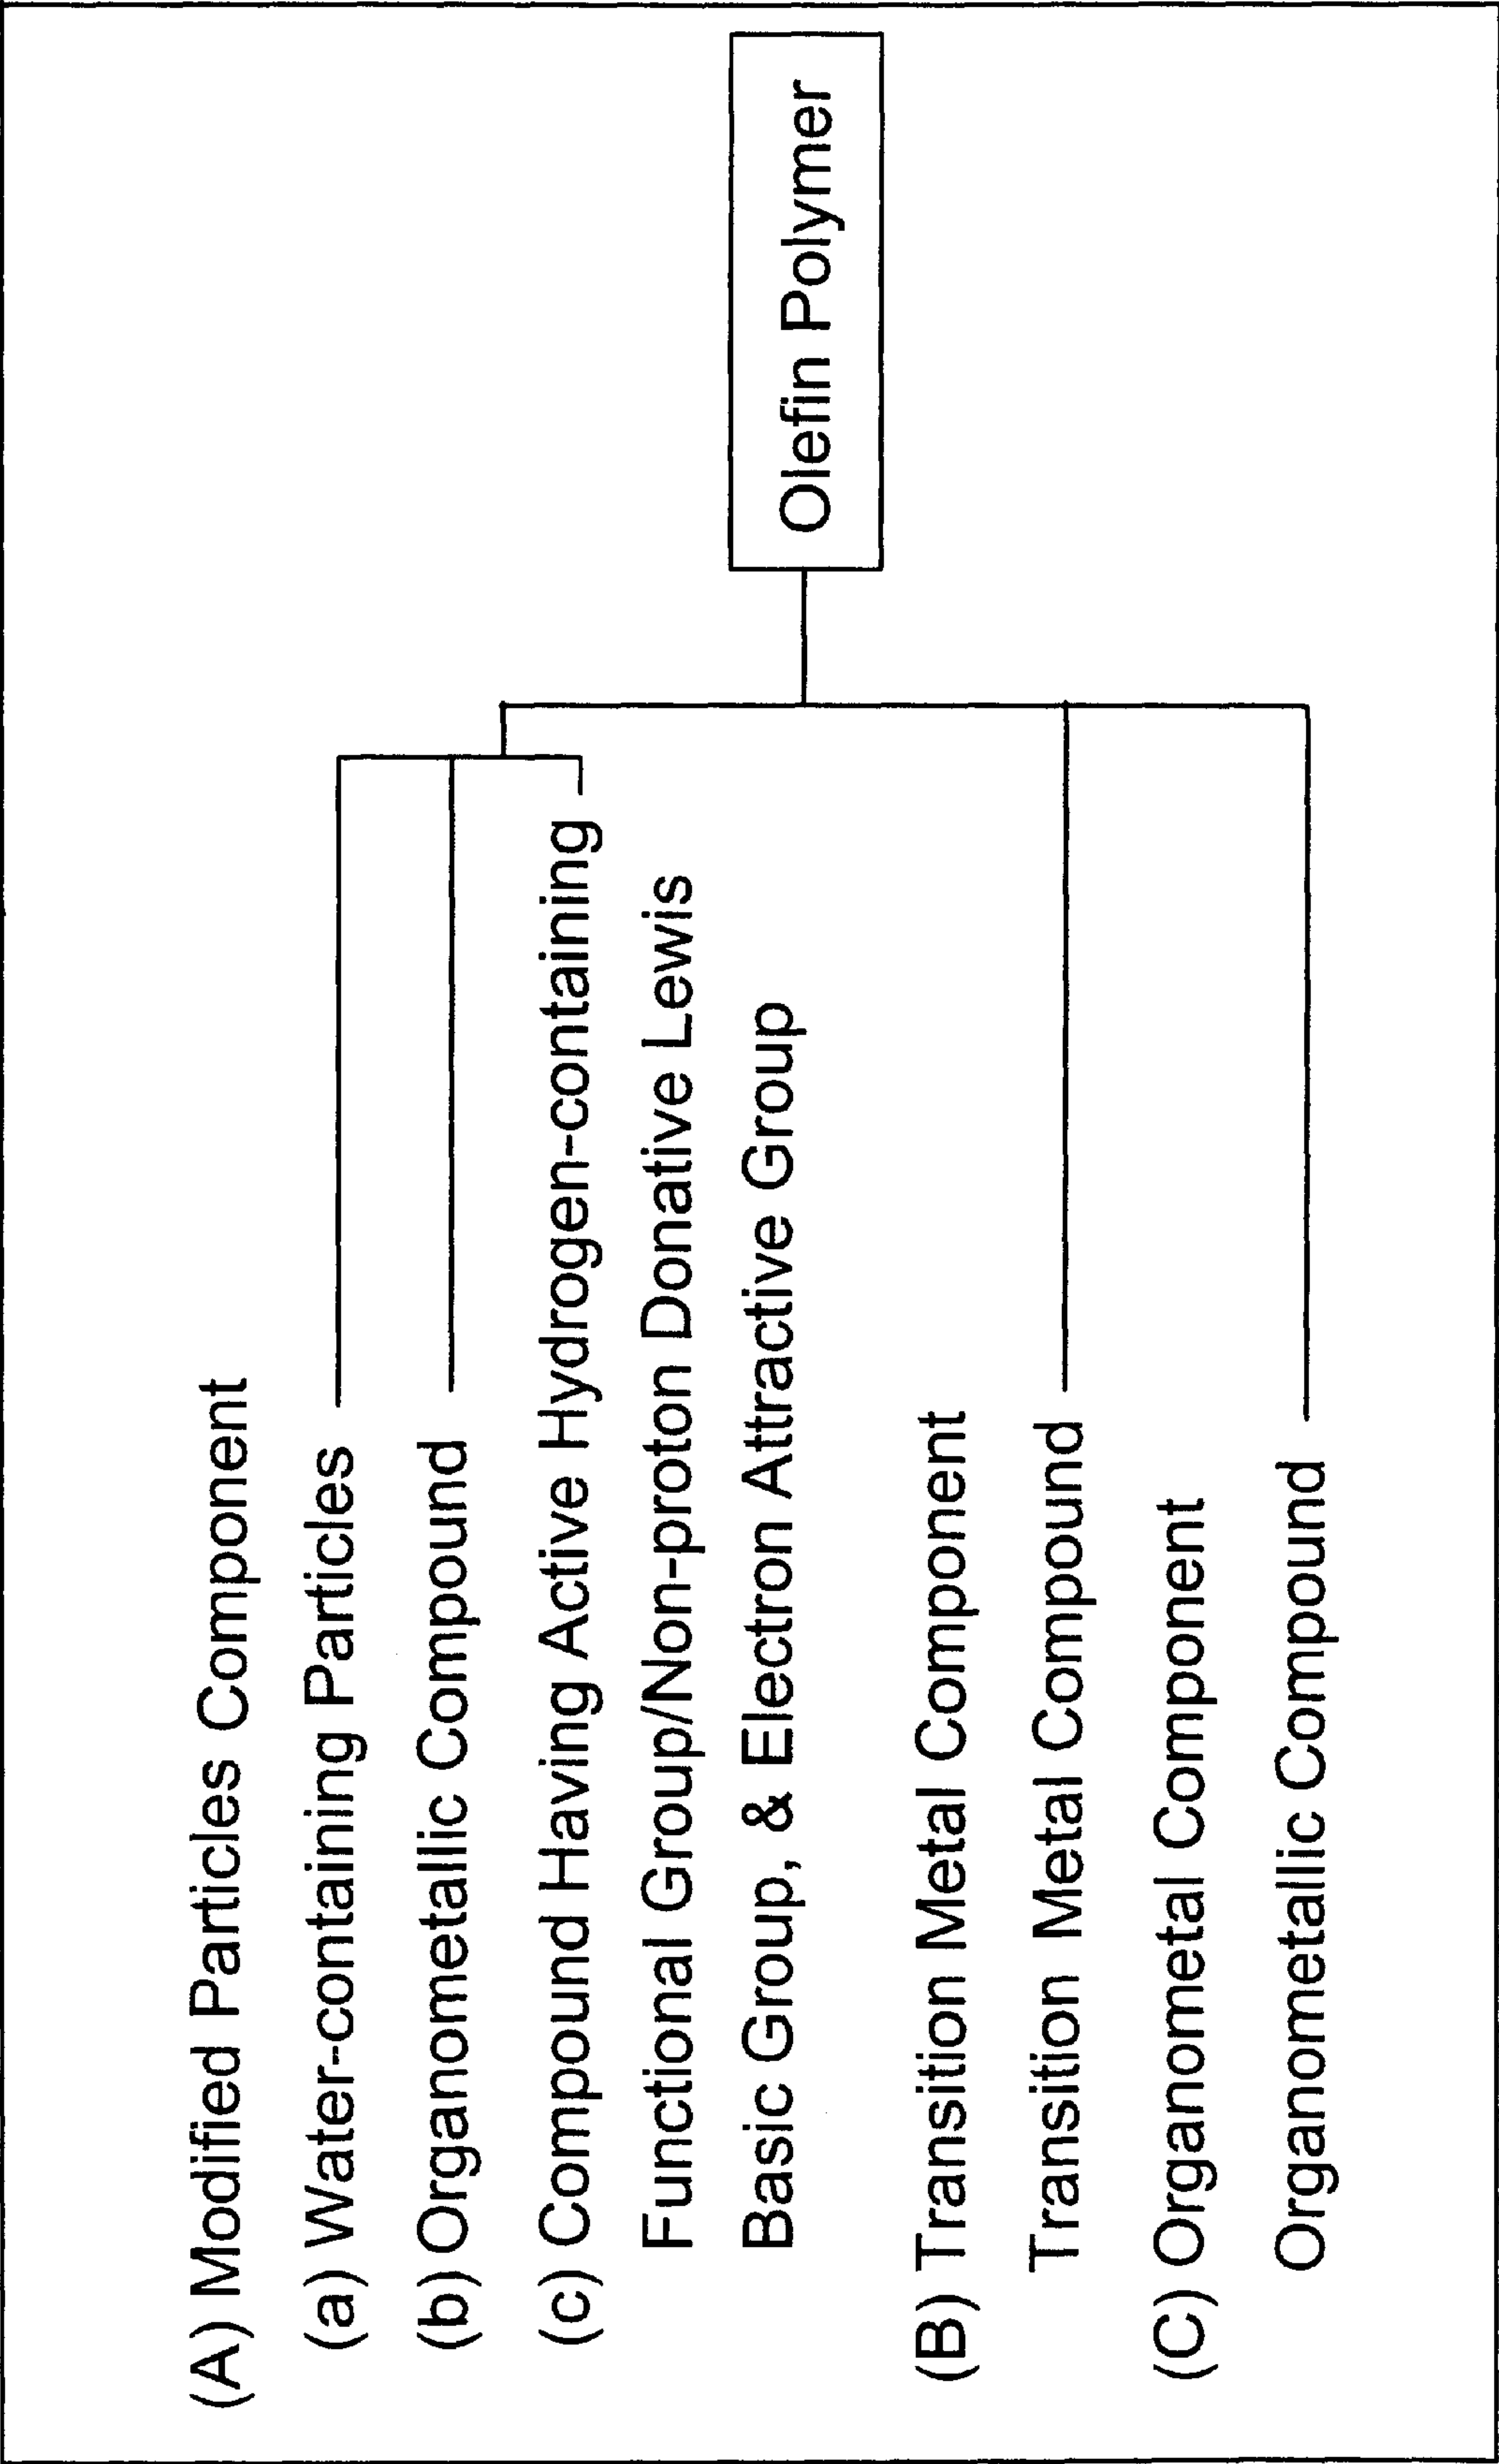 (A) Modified Particles Component
(a) Water-containing Particles
(b) Organometallic Compound
(c) Compound Having Active Hydrogen-containing
Functional Group/Non-proton Donative Lewis
Basic Group, & Electron Attractive Group
(B) Transition Metal Component
Transition Metal Compound
(C) Organometal Component
Organometallic Compound
Olefin Polymer